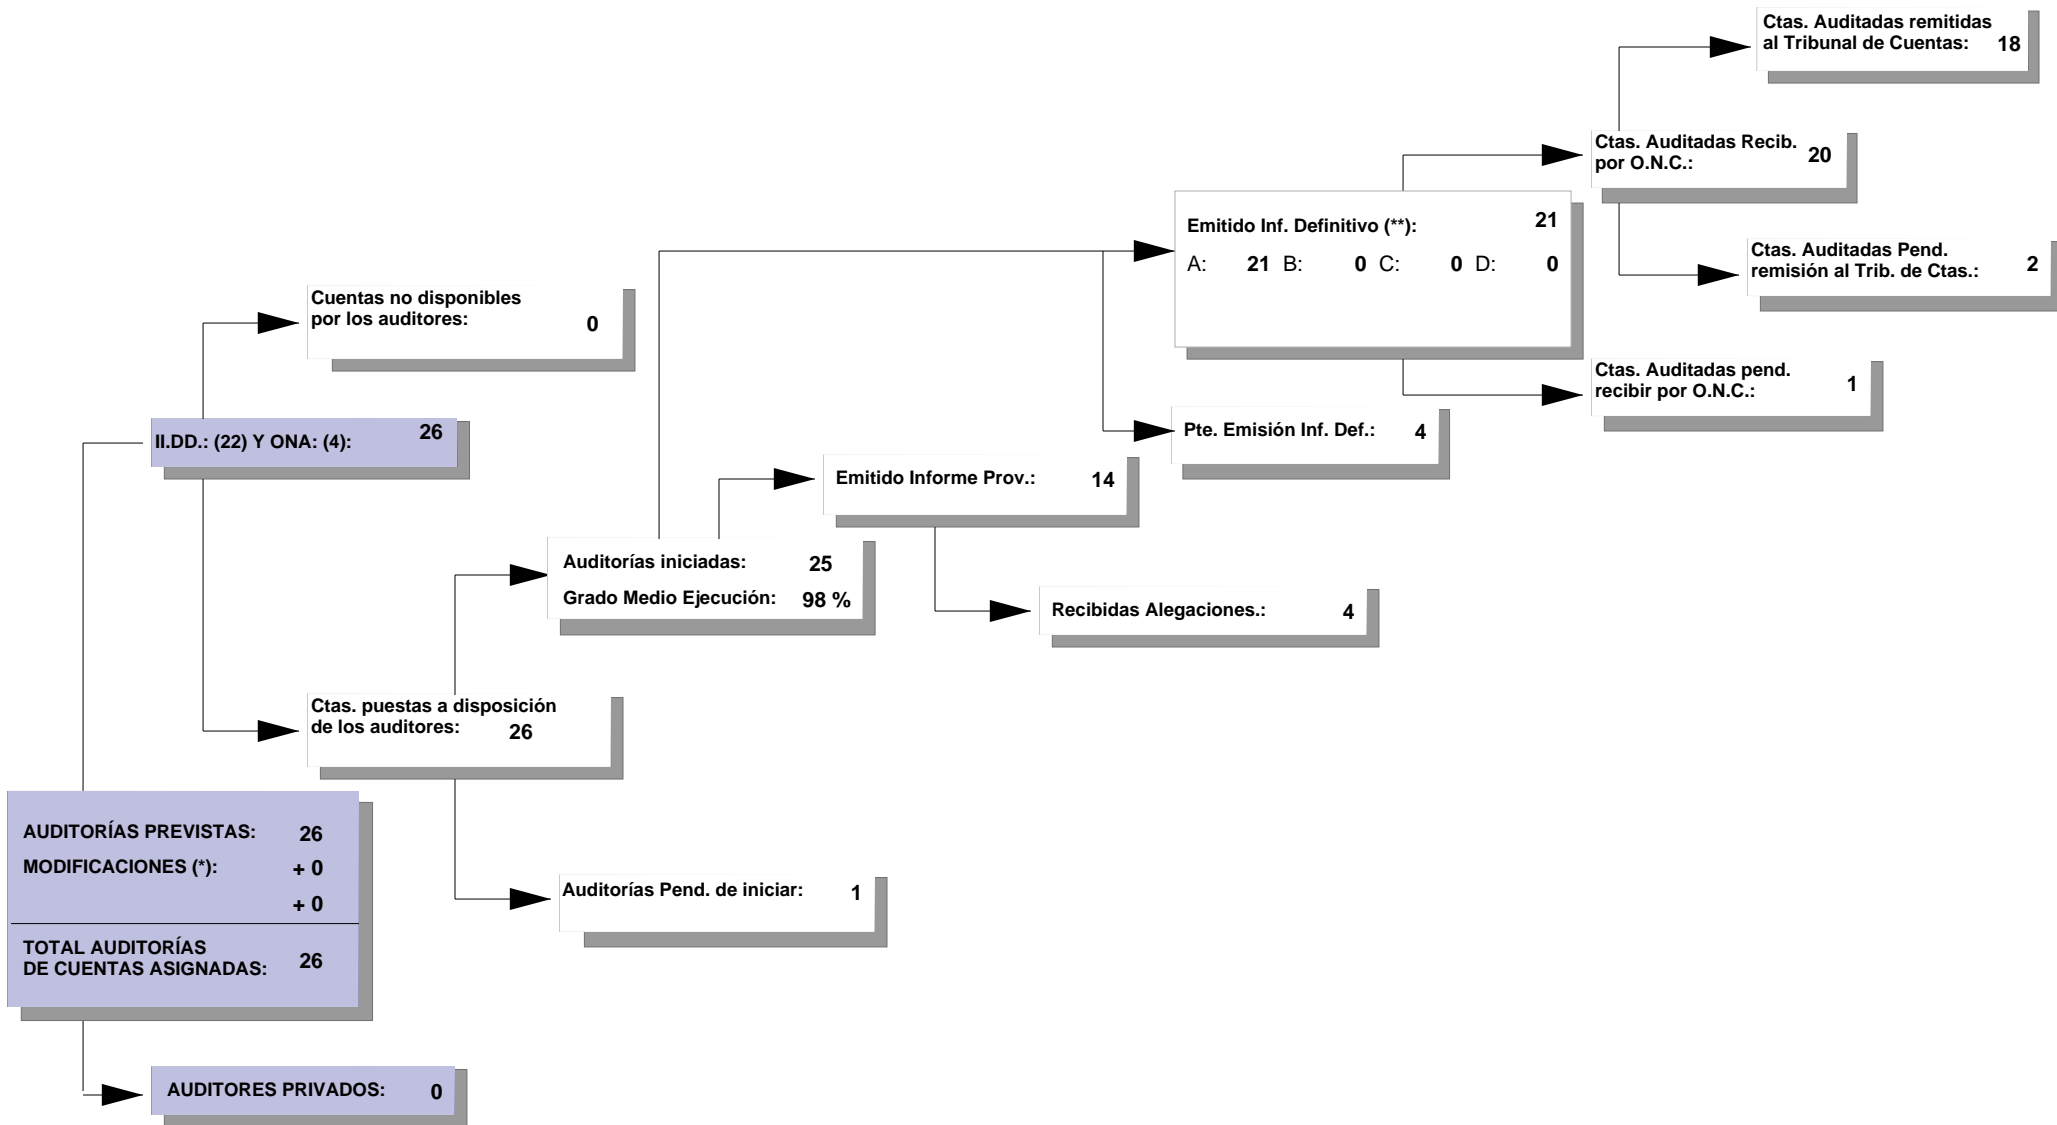 Ctas. Auditadas remitidas
al Tribunal de Cuentas: 18
Ctas. Auditadas Recib.
por O.N.C.: 20
Emitido Inf. Definitivo (**): 21
A: 21 B: 0 C: 0 D: 0
Ctas. Auditadas Pend.
remisión al Trib. de Ctas.: 2
Cuentas no disponibles
por los auditores: 0
Ctas. Auditadas pend.
recibir por O.N.C.: 1
II.DD.: (22) Y ONA: (4): 26
Pte. Emisión Inf. Def.: 4
Emitido Informe Prov.: 14
Auditorías iniciadas: 25
Grado Medio Ejecución: 98 %
Recibidas Alegaciones.: 4
Ctas. puestas a disposición
de los auditores: 26
AUDITORÍAS PREVISTAS: 26
MODIFICACIONES (*): + 0
+ 0
TOTAL AUDITORÍAS
DE CUENTAS ASIGNADAS: 26
Auditorías Pend. de iniciar: 1
AUDITORES PRIVADOS: 0